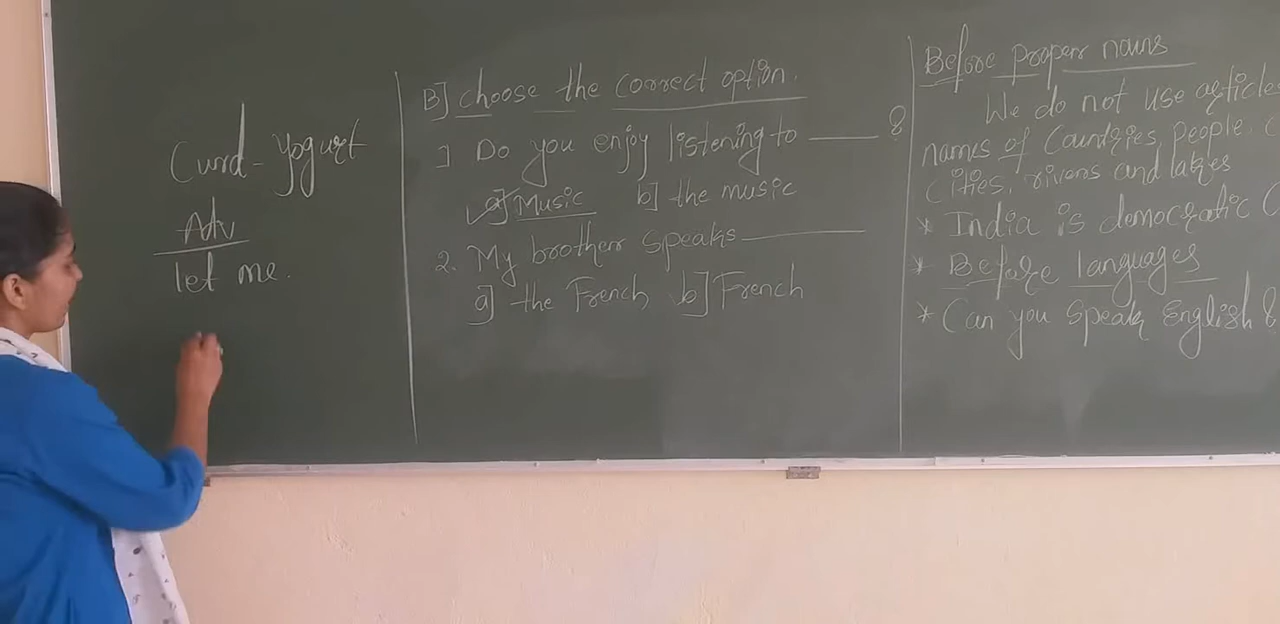 Curd - Yogurt
Adv
let me.
B] choose the correct option.
1 Do you enjoy listening to ——— ?
a] Music b] the music
2. My brother speaks ———
a] the French b] French
Before proper nouns
We do not use articles
names of Countries, People,
Cities, rivers and lakes
* India is democratic
* Before languages
* Can you speak English ?